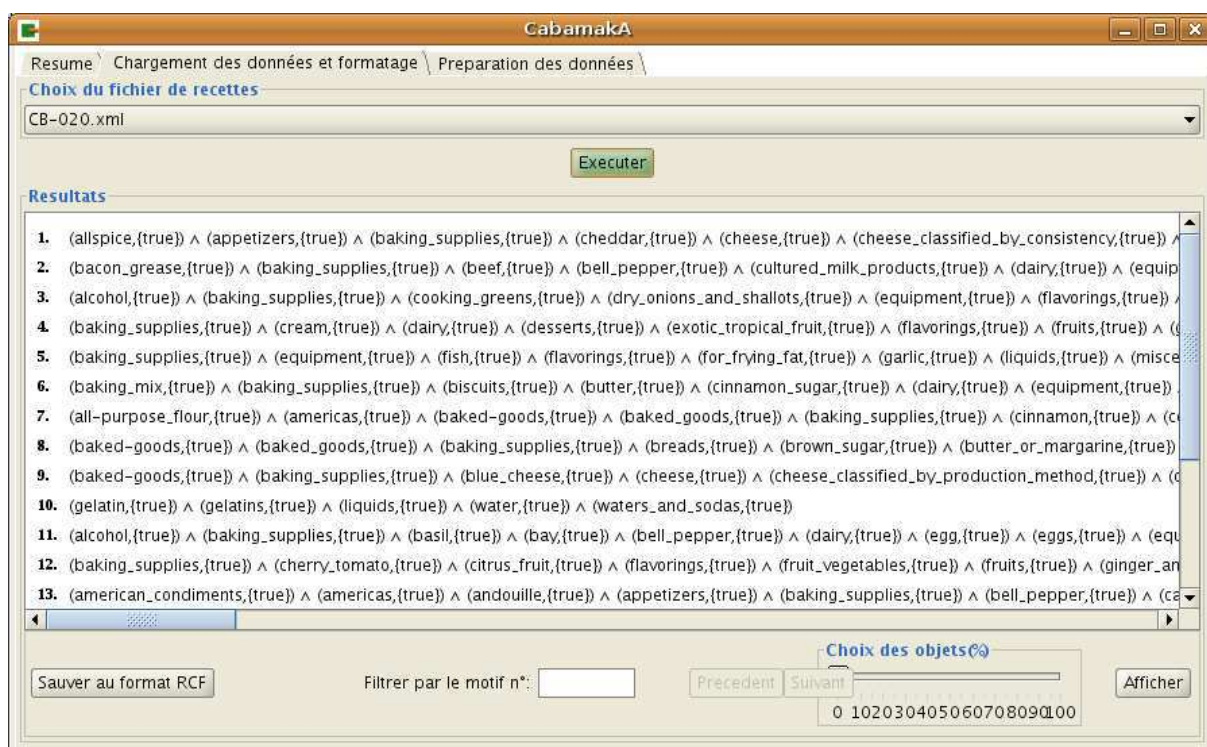 CabamakA
Resume Chargement des données et formatage Preparation des données
Choix du fichier de recettes
CB-020.xml
Executer
Resultats
1. (allspice,{true}) ∧ (appetizers,{true}) ∧ (baking_supplies,{true}) ∧ (cheddar,{true}) ∧ (cheese,{true}) ∧ (cheese_classified_by_consistency,{true}) ∧
2. (bacon_grease,{true}) ∧ (baking_supplies,{true}) ∧ (beef,{true}) ∧ (bell_pepper,{true}) ∧ (cultured_milk_products,{true}) ∧ (dairy,{true}) ∧ (equip
3. (alcohol,{true}) ∧ (baking_supplies,{true}) ∧ (cooking_greens,{true}) ∧ (dry_onions_and_shallots,{true}) ∧ (equipment,{true}) ∧ (flavorings,{true}) ∧
4. (baking_supplies,{true}) ∧ (cream,{true}) ∧ (dairy,{true}) ∧ (desserts,{true}) ∧ (exotic_tropical_fruit,{true}) ∧ (flavorings,{true}) ∧ (fruits,{true}) ∧ (
5. (baking_supplies,{true}) ∧ (equipment,{true}) ∧ (fish,{true}) ∧ (flavorings,{true}) ∧ (for_frying_fat,{true}) ∧ (garlic,{true}) ∧ (liquids,{true}) ∧ (misce
6. (baking_mix,{true}) ∧ (baking_supplies,{true}) ∧ (biscuits,{true}) ∧ (butter,{true}) ∧ (cinnamon_sugar,{true}) ∧ (dairy,{true}) ∧ (equipment,{true})
7. (all-purpose_flour,{true}) ∧ (americas,{true}) ∧ (baked-goods,{true}) ∧ (baked_goods,{true}) ∧ (baking_supplies,{true}) ∧ (cinnamon,{true}) ∧ (c
8. (baked-goods,{true}) ∧ (baked_goods,{true}) ∧ (baking_supplies,{true}) ∧ (breads,{true}) ∧ (brown_sugar,{true}) ∧ (butter_or_margarine,{true})
9. (baked-goods,{true}) ∧ (baking_supplies,{true}) ∧ (blue_cheese,{true}) ∧ (cheese,{true}) ∧ (cheese_classified_by_production_method,{true}) ∧ (
10. (gelatin,{true}) ∧ (gelatins,{true}) ∧ (liquids,{true}) ∧ (water,{true}) ∧ (waters_and_sodas,{true})
11. (alcohol,{true}) ∧ (baking_supplies,{true}) ∧ (basil,{true}) ∧ (bay,{true}) ∧ (bell_pepper,{true}) ∧ (dairy,{true}) ∧ (egg,{true}) ∧ (eggs,{true}) ∧ (equ
12. (baking_supplies,{true}) ∧ (cherry_tomato,{true}) ∧ (citrus_fruit,{true}) ∧ (flavorings,{true}) ∧ (fruit_vegetables,{true}) ∧ (fruits,{true}) ∧ (ginger_an
13. (american_condiments,{true}) ∧ (americas,{true}) ∧ (andouille,{true}) ∧ (appetizers,{true}) ∧ (baking_supplies,{true}) ∧ (bell_pepper,{true}) ∧ (ca
Choix des objets(%)
Sauver au format RCF Filtrer par le motif n°: Precedent Suivant Afficher
0 102030405060708090100